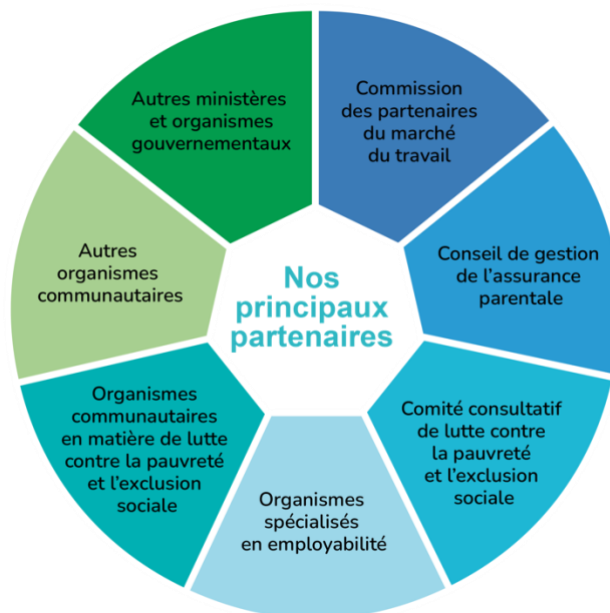 Nos
principaux
partenaires
Commission
des partenaires
du marché
du travail
Conseil de gestion
de l’assurance
parentale
Comité consultatif
de lutte contre
la pauvreté
et l’exclusion
sociale
Organismes
spécialisés
en employabilité
Organismes
communautaires
en matière de lutte
contre la pauvreté
et l’exclusion
sociale
Autres
organismes
communautaires
Autres ministères
et organismes
gouvernementaux